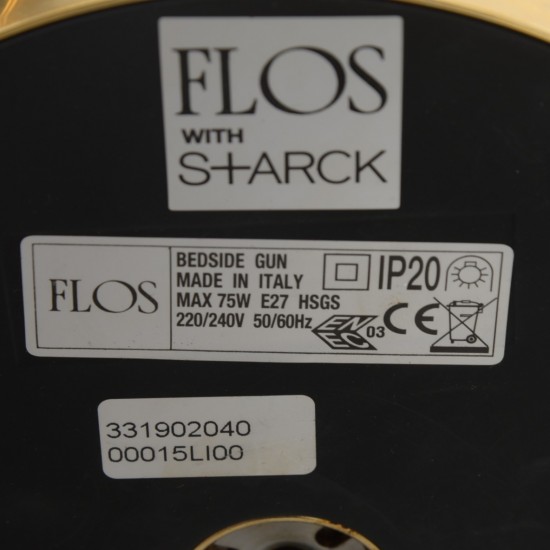 FLOS
WITH
S+ARCK
FLOS
BEDSIDE GUN
MADE IN ITALY
MAX 75W E27 HSGS
220/240V 50/60Hz
IP20
ENEC 03 CE
331902040
00015LI00